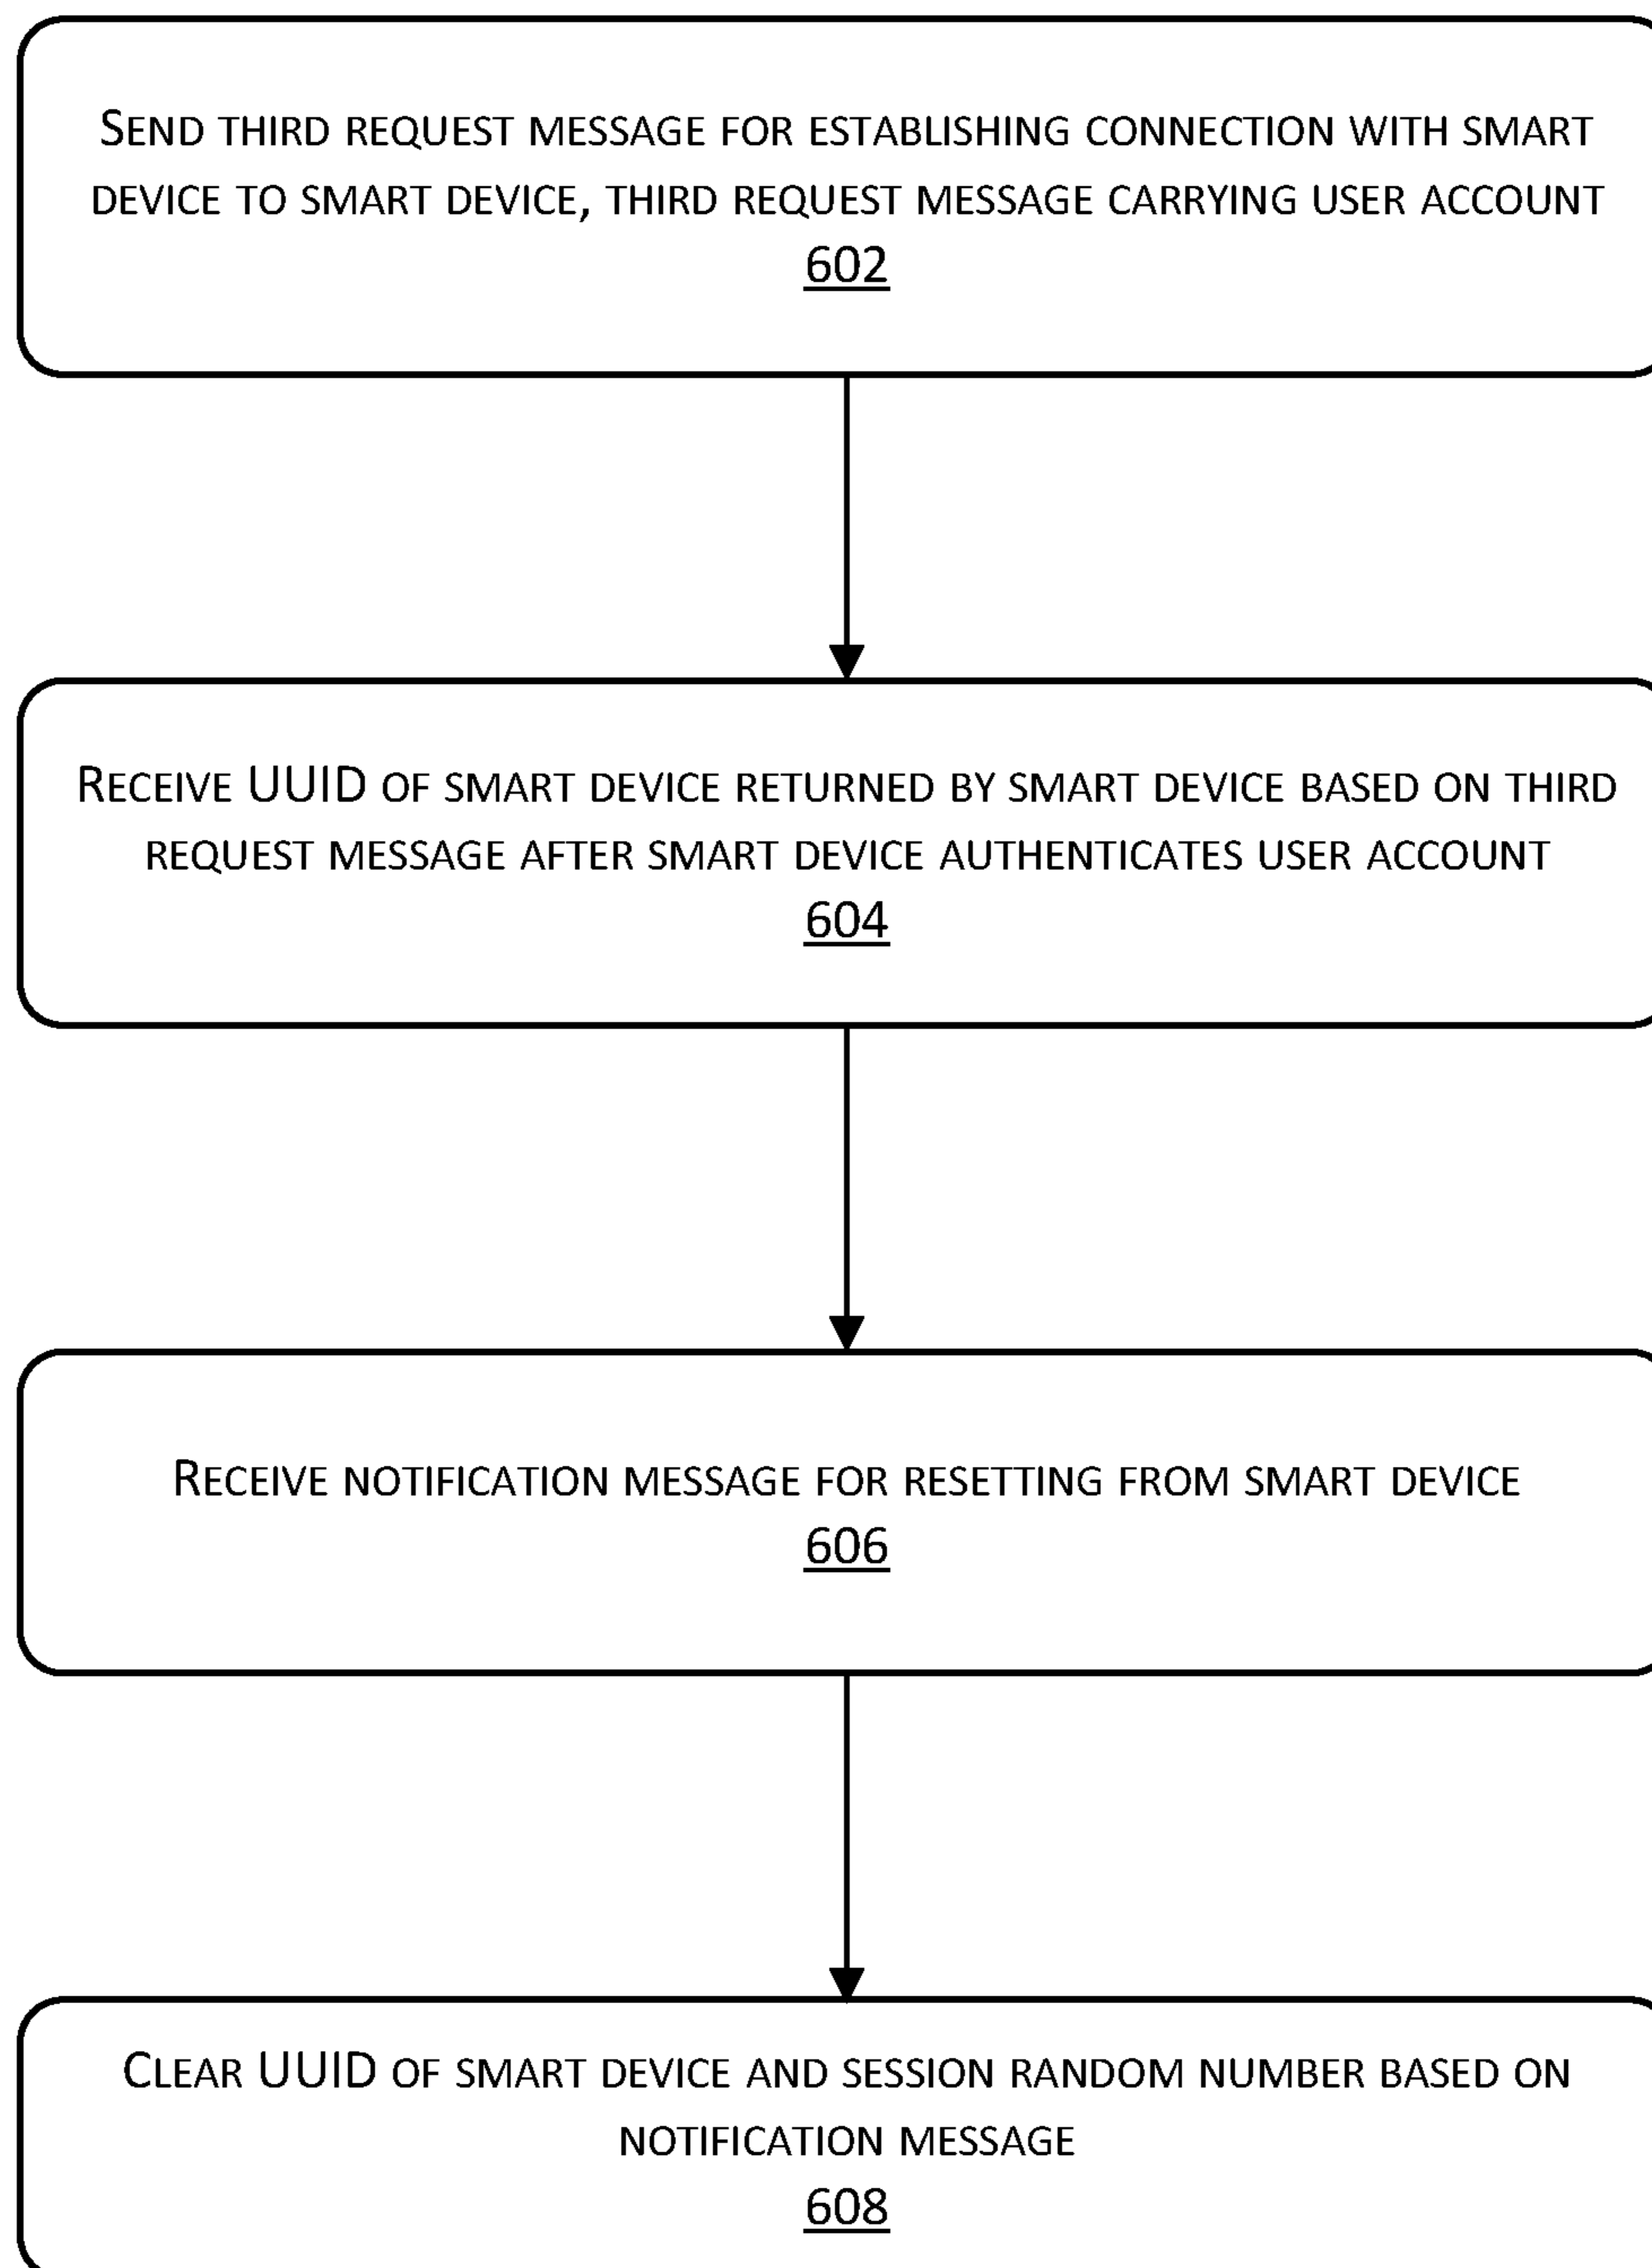 Send third request message for establishing connection with smart
device to smart device, third request message carrying user account
602
Receive UUID of smart device returned by smart device based on third
request message after smart device authenticates user account
604
Receive notification message for resetting from smart device
606
Clear UUID of smart device and session random number based on
notification message
608